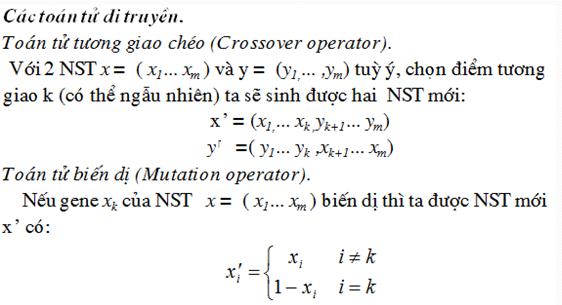 Các toán tử di truyền.
Toán tử tương giao chéo (Crossover operator).
Với 2 NST x = ( x1... xm ) và y = (y1,... ,ym) tuỳ ý, chọn điểm tương
giao k (có thể ngẫu nhiên) ta sẽ sinh được hai NST mới:
x’ = (x1,... xk,yk+1... ym)
y' =( y1... yk ,xk+1... xm)
Toán tử biến dị (Mutation operator).
Nếu gene xk của NST x = ( x1... xm ) biến dị thì ta được NST mới
x’ có:
x′i = { xi i ≠ k
1 − xi i = k